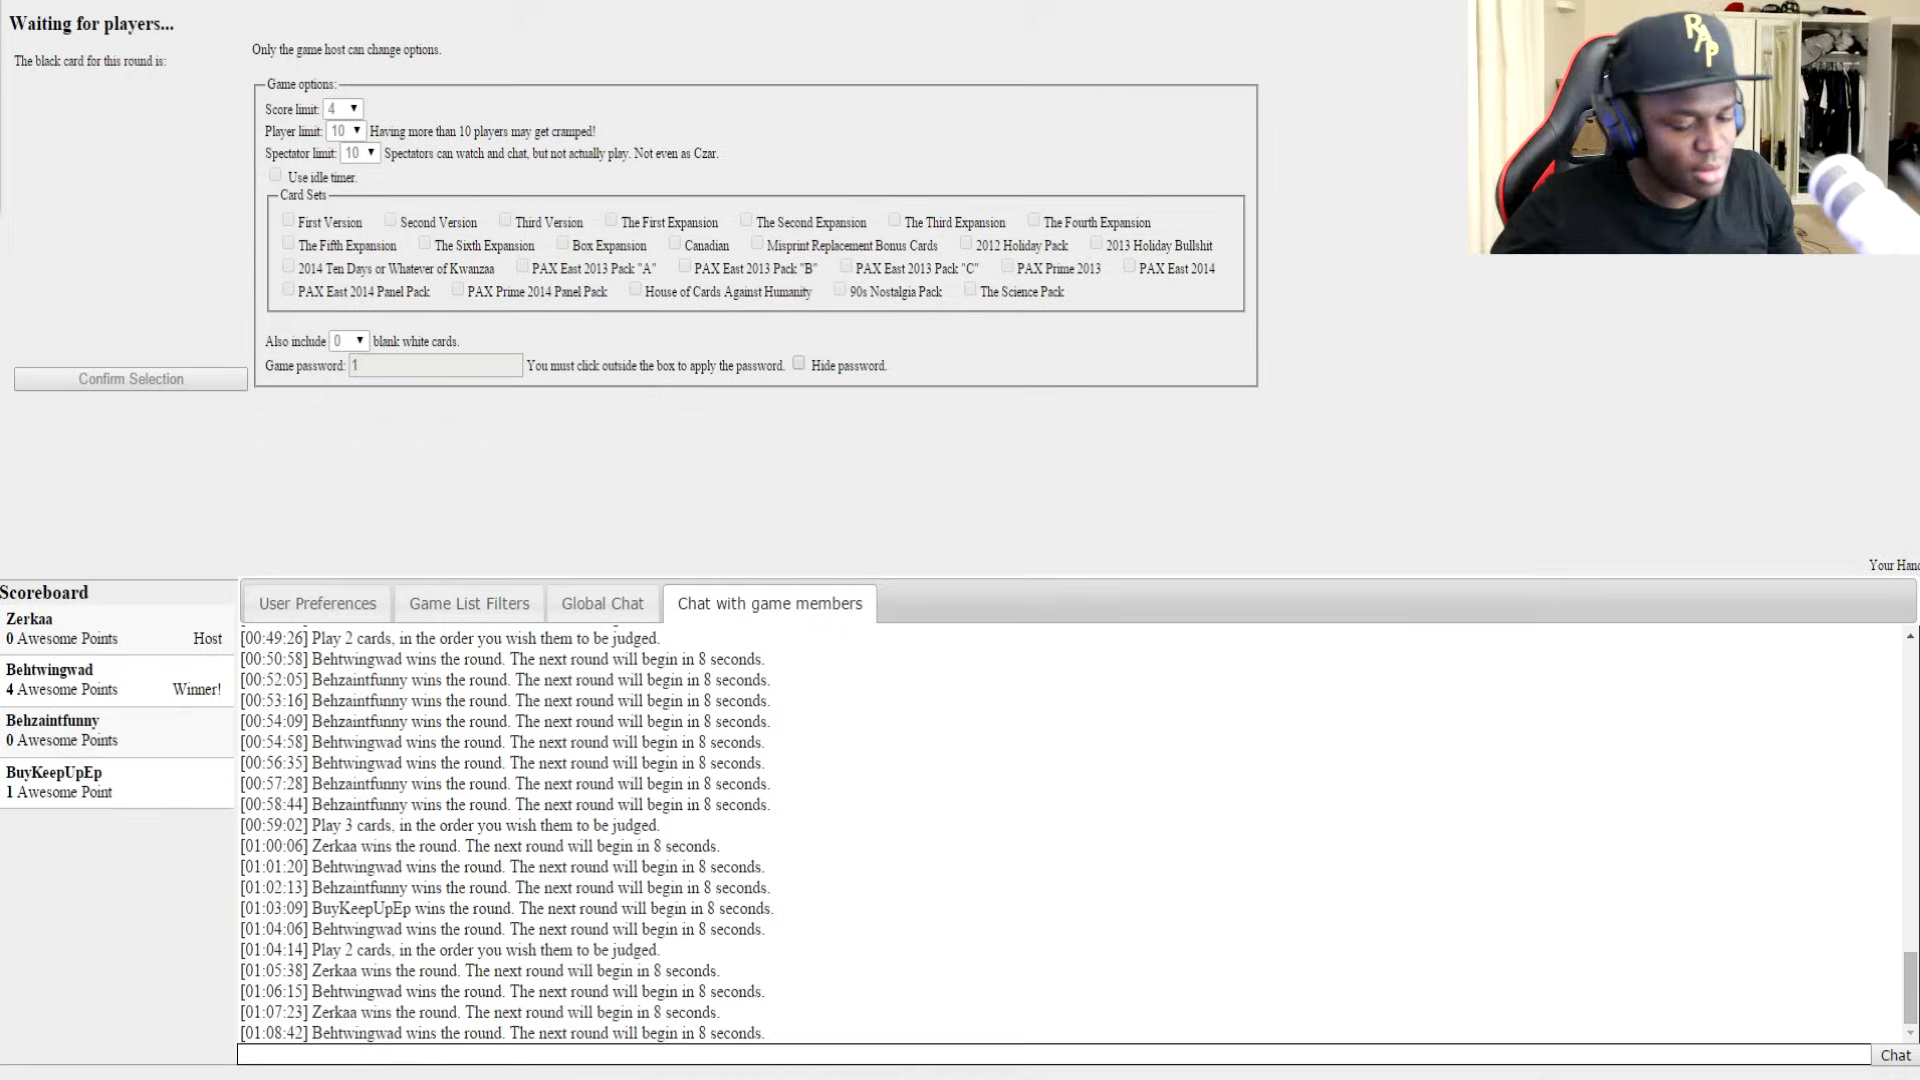 Waiting for players...
The black card for this round is:
Confirm Selection
Only the game host can change options.
Game options:
Score limit: 4
Player limit: 10 Having more than 10 players may get cramped!
Spectator limit: 10 Spectators can watch and chat, but not actually play. Not even as Czar.
Use idle timer.
Card Sets
First Version Second Version Third Version The First Expansion The Second Expansion The Third Expansion The Fourth Expansion
The Fifth Expansion The Sixth Expansion Box Expansion Canadian Misprint Replacement Bonus Cards 2012 Holiday Pack 2013 Holiday Bullshit
2014 Ten Days or Whatever of Kwanzaa PAX East 2013 Pack "A" PAX East 2013 Pack "B" PAX East 2013 Pack "C" PAX Prime 2013 PAX East 2014
PAX East 2014 Panel Pack PAX Prime 2014 Panel Pack House of Cards Against Humanity 90s Nostalgia Pack The Science Pack
Also include 0 blank white cards.
Game password: 1 You must click outside the box to apply the password. Hide password.
RAP
Your Hand
Scoreboard
Zerkaa
0 Awesome Points Host
Behtwingwad
4 Awesome Points Winner!
Behzaintfunny
0 Awesome Points
BuyKeepUpEp
1 Awesome Point
User Preferences Game List Filters Global Chat Chat with game members
[00:49:26] Play 2 cards, in the order you wish them to be judged.
[00:50:58] Behtwingwad wins the round. The next round will begin in 8 seconds.
[00:52:05] Behzaintfunny wins the round. The next round will begin in 8 seconds.
[00:53:16] Behzaintfunny wins the round. The next round will begin in 8 seconds.
[00:54:09] Behzaintfunny wins the round. The next round will begin in 8 seconds.
[00:54:58] Behtwingwad wins the round. The next round will begin in 8 seconds.
[00:56:35] Behtwingwad wins the round. The next round will begin in 8 seconds.
[00:57:28] Behzaintfunny wins the round. The next round will begin in 8 seconds.
[00:58:44] Behzaintfunny wins the round. The next round will begin in 8 seconds.
[00:59:02] Play 3 cards, in the order you wish them to be judged.
[01:00:06] Zerkaa wins the round. The next round will begin in 8 seconds.
[01:01:20] Behtwingwad wins the round. The next round will begin in 8 seconds.
[01:02:13] Behzaintfunny wins the round. The next round will begin in 8 seconds.
[01:03:09] BuyKeepUpEp wins the round. The next round will begin in 8 seconds.
[01:04:06] Behtwingwad wins the round. The next round will begin in 8 seconds.
[01:04:14] Play 2 cards, in the order you wish them to be judged.
[01:05:38] Zerkaa wins the round. The next round will begin in 8 seconds.
[01:06:15] Behtwingwad wins the round. The next round will begin in 8 seconds.
[01:07:23] Zerkaa wins the round. The next round will begin in 8 seconds.
[01:08:42] Behtwingwad wins the round. The next round will begin in 8 seconds.
Chat